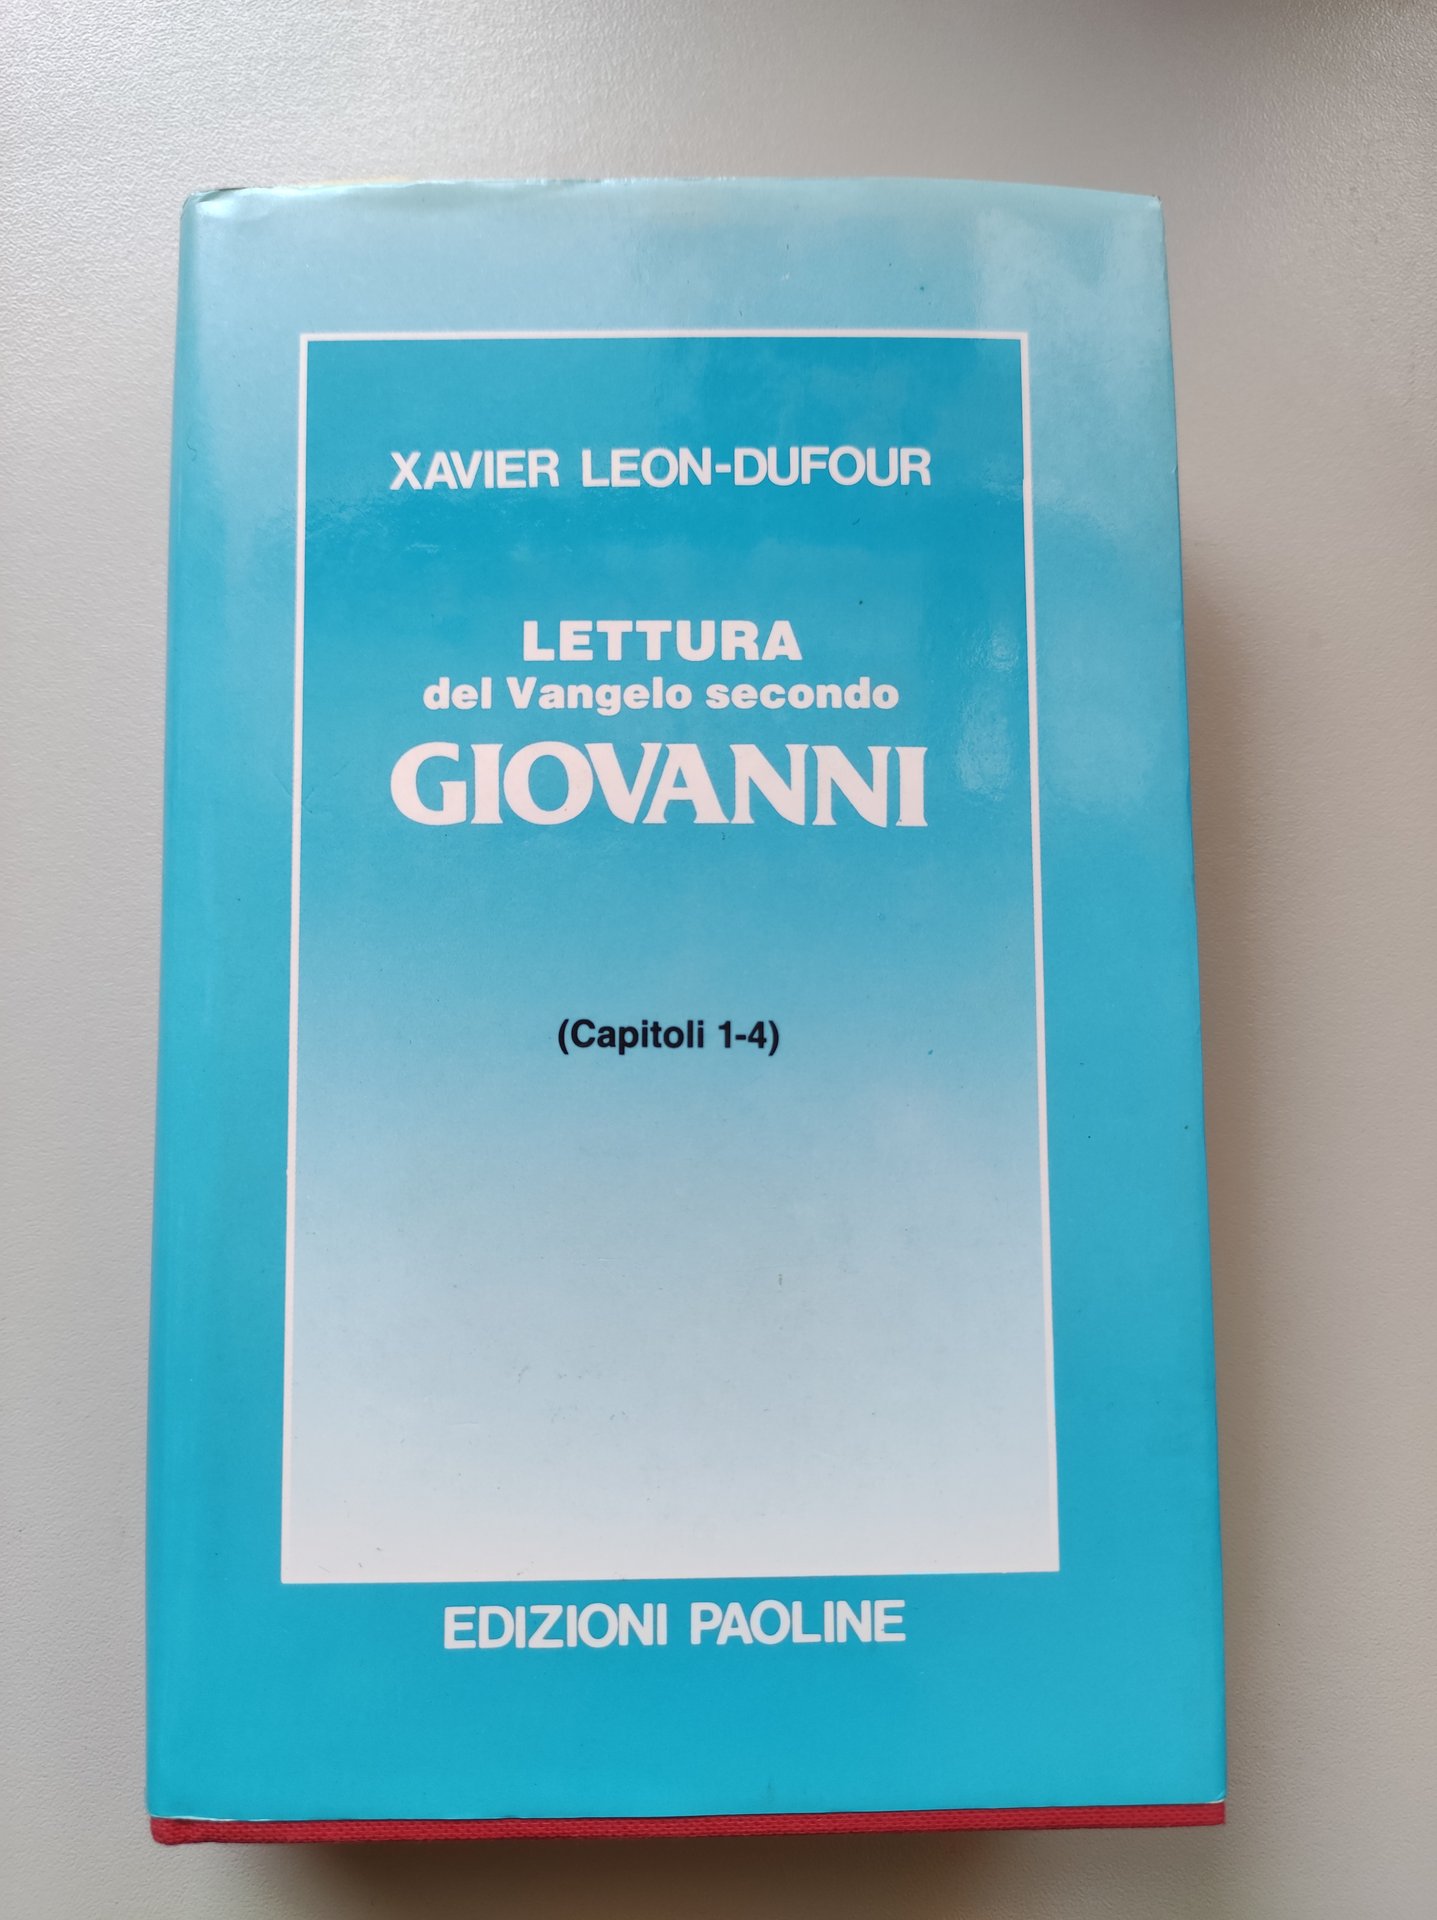 XAVIER LEON-DUFOUR
LETTURA
del Vangelo secondo
GIOVANNI
(Capitoli 1-4)
EDIZIONI PAOLINE